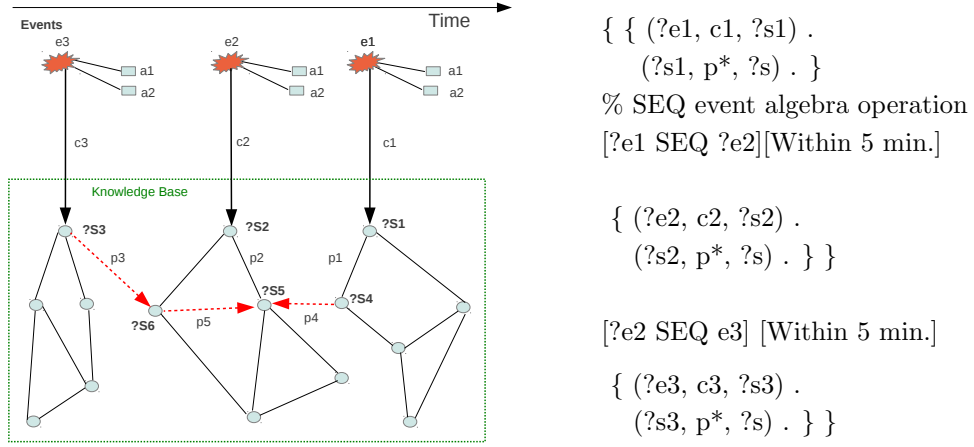 Time
Events
e3
e2
e1
a1
a2
a1
a2
a1
a2
c3
c2
c1
Knowledge Base
?S3
?S2
?S1
p3
p2
p1
?S5
?S4
?S6
p5
p4
{ { (?e1, c1, ?s1) .
(?s1, p*, ?s) . }
% SEQ event algebra operation
[?e1 SEQ ?e2][Within 5 min.]
{ (?e2, c2, ?s2) .
(?s2, p*, ?s) . } }
[?e2 SEQ e3] [Within 5 min.]
{ (?e3, c3, ?s3) .
(?s3, p*, ?s) . } }